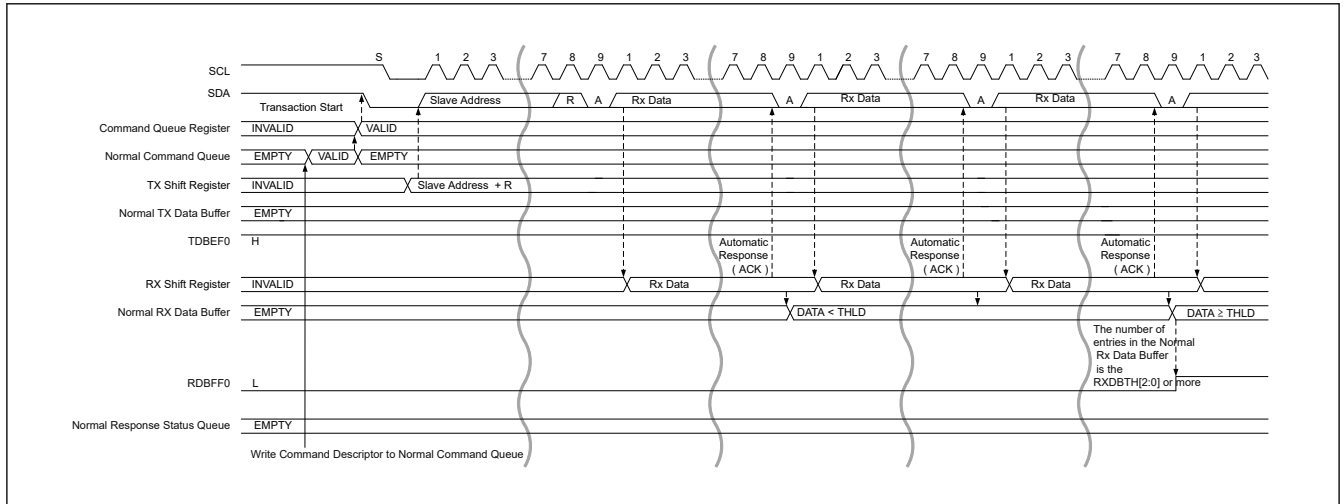 S 1 2 3 7 8 9 1 2 3 7 8 9 1 2 3 7 8 9 1 2 3 7 8 9 1 2 3
SCL
SDA Slave Address R A Rx Data A Rx Data A Rx Data A
Transaction Start
Command Queue Register INVALID VALID
Normal Command Queue EMPTY VALID EMPTY
TX Shift Register INVALID Slave Address + R
Normal TX Data Buffer EMPTY
TDBEF0 H
Automatic Automatic Automatic
Response Response Response
( ACK ) ( ACK ) ( ACK )
RX Shift Register INVALID Rx Data Rx Data Rx Data
Normal RX Data Buffer EMPTY DATA < THLD DATA ≥ THLD
The number of
entries in the Normal
Rx Data Buffer
is the
RXDBTH[2:0] or more
RDBFF0 L
Normal Response Status Queue EMPTY
Write Command Descriptor to Normal Command Queue